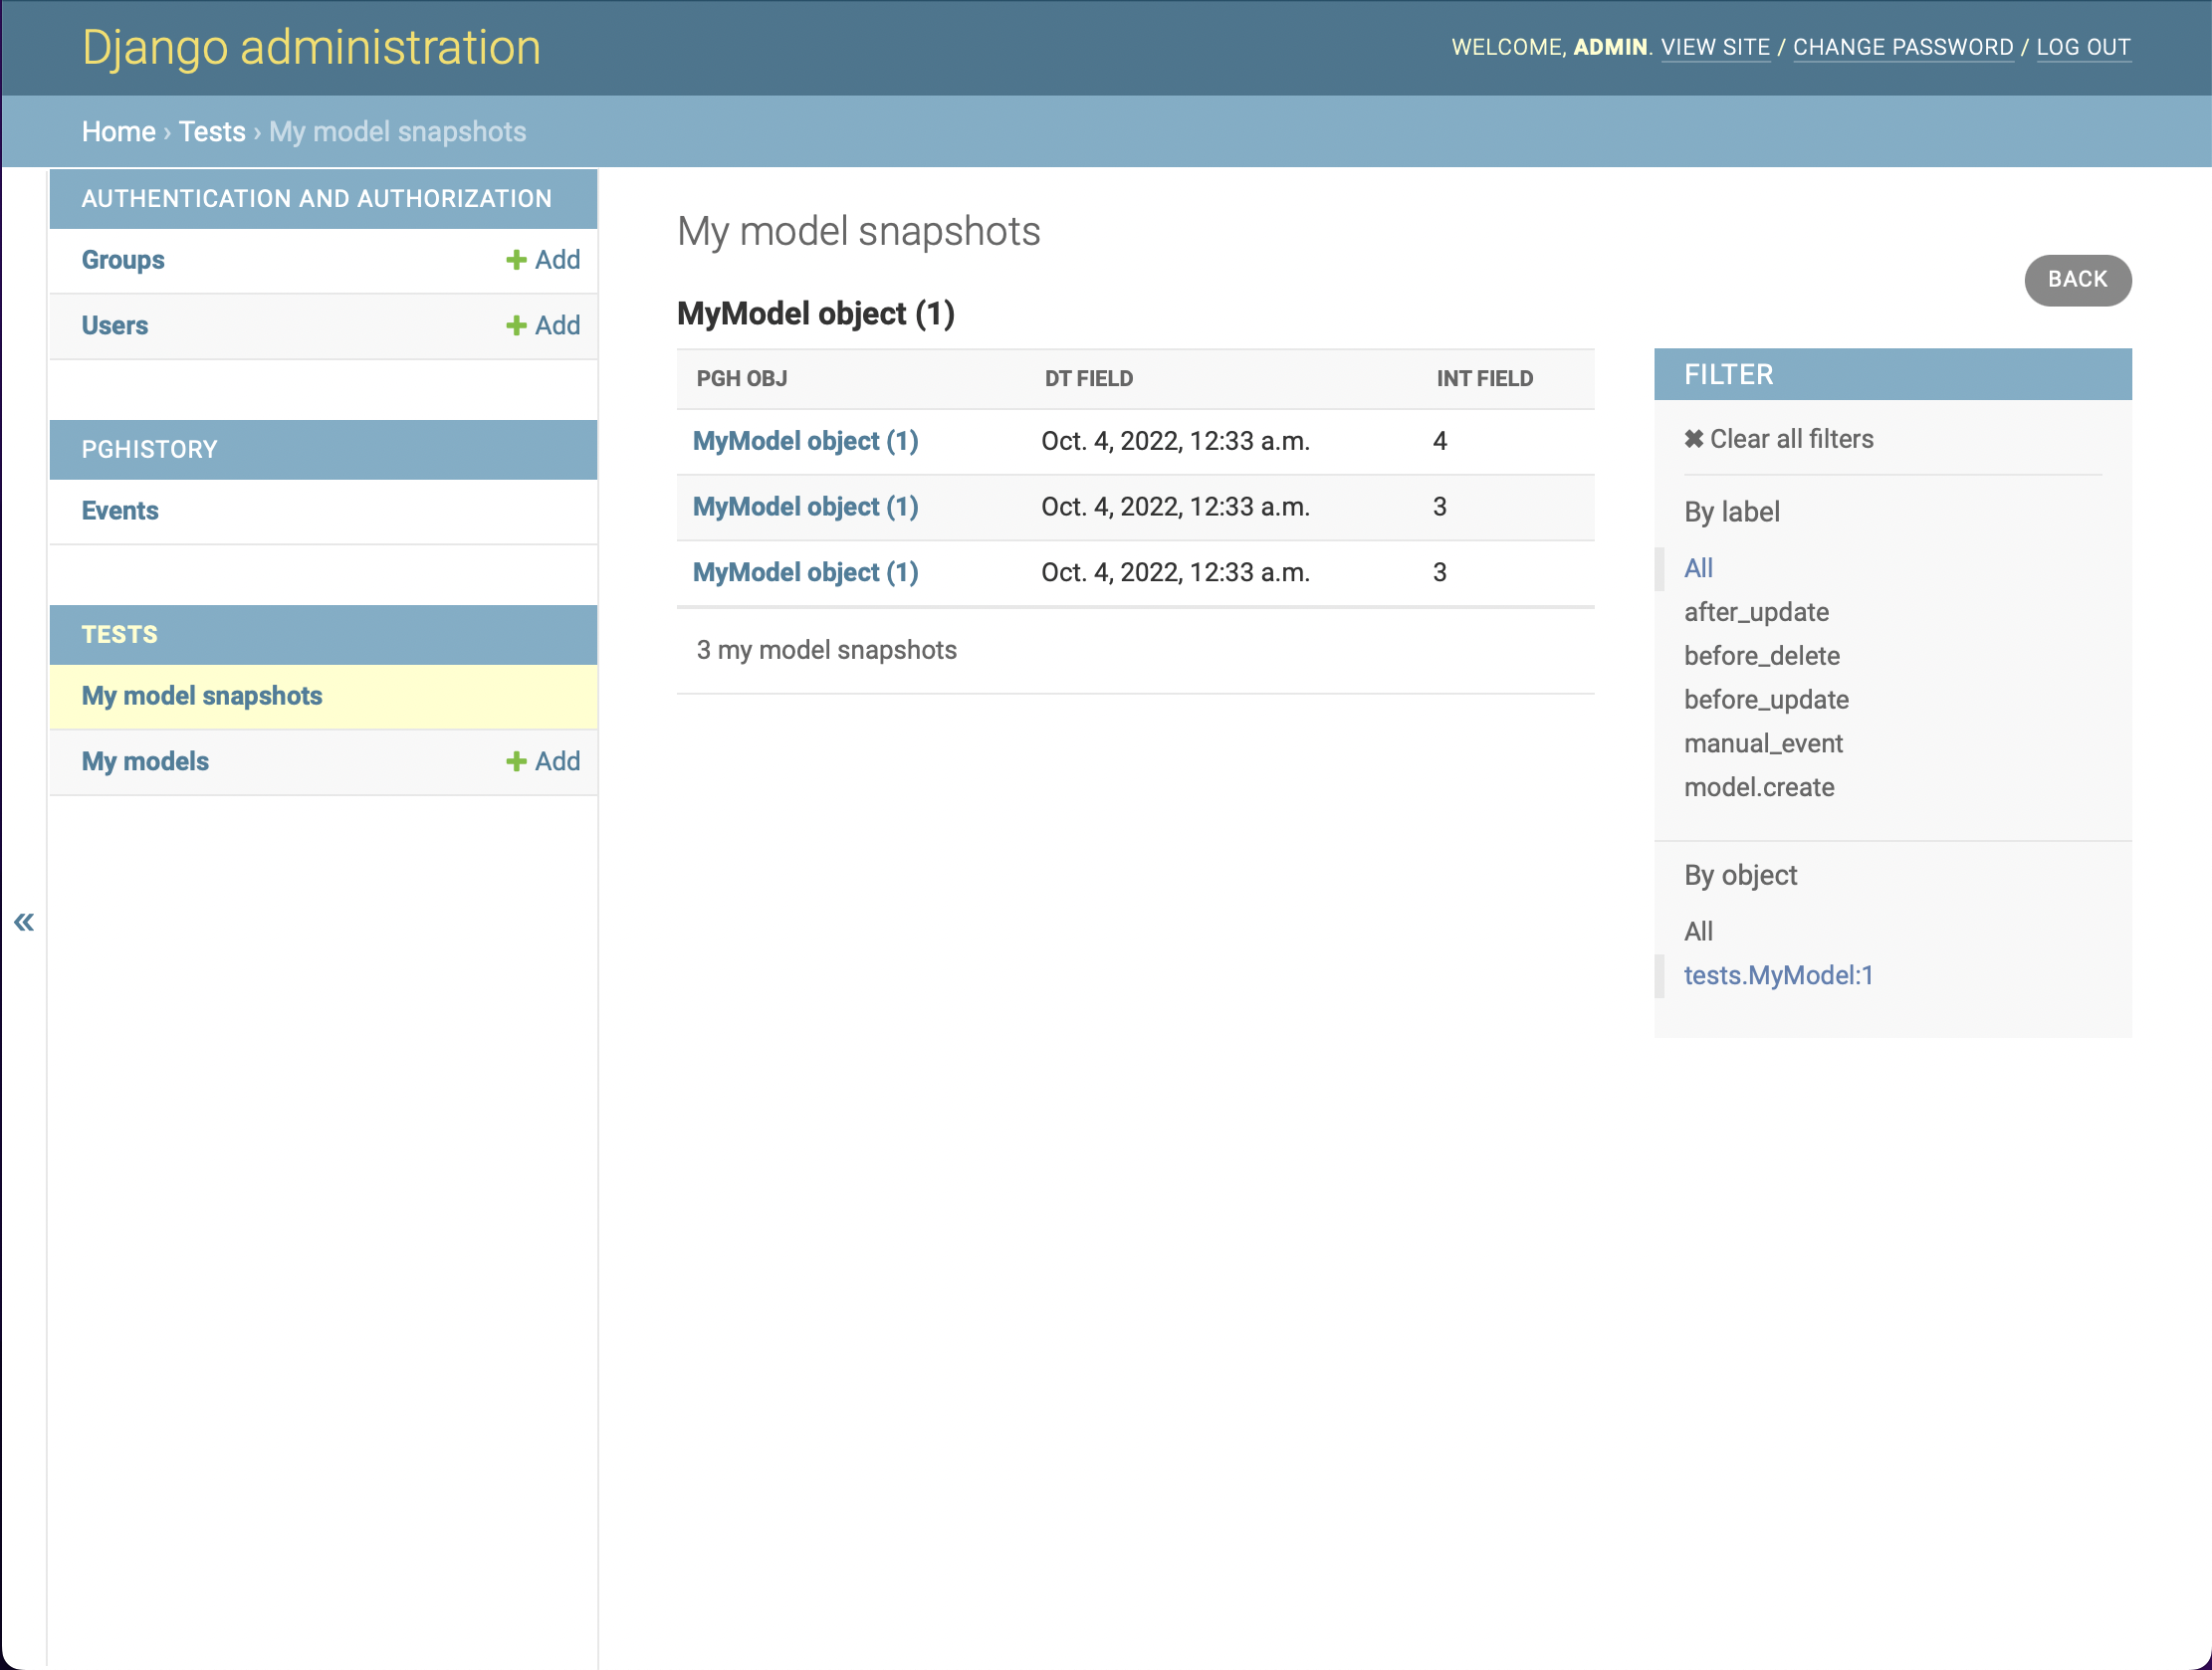 Django administration
WELCOME, ADMIN. VIEW SITE / CHANGE PASSWORD / LOG OUT
Home › Tests › My model snapshots
AUTHENTICATION AND AUTHORIZATION
Groups + Add
Users + Add
PGHISTORY
Events
TESTS
My model snapshots
My models + Add
«
My model snapshots
BACK
MyModel object (1)
PGH OBJ DT FIELD INT FIELD
MyModel object (1) Oct. 4, 2022, 12:33 a.m. 4
MyModel object (1) Oct. 4, 2022, 12:33 a.m. 3
MyModel object (1) Oct. 4, 2022, 12:33 a.m. 3
3 my model snapshots
FILTER
✖ Clear all filters
By label
All
after_update
before_delete
before_update
manual_event
model.create
By object
All
tests.MyModel:1